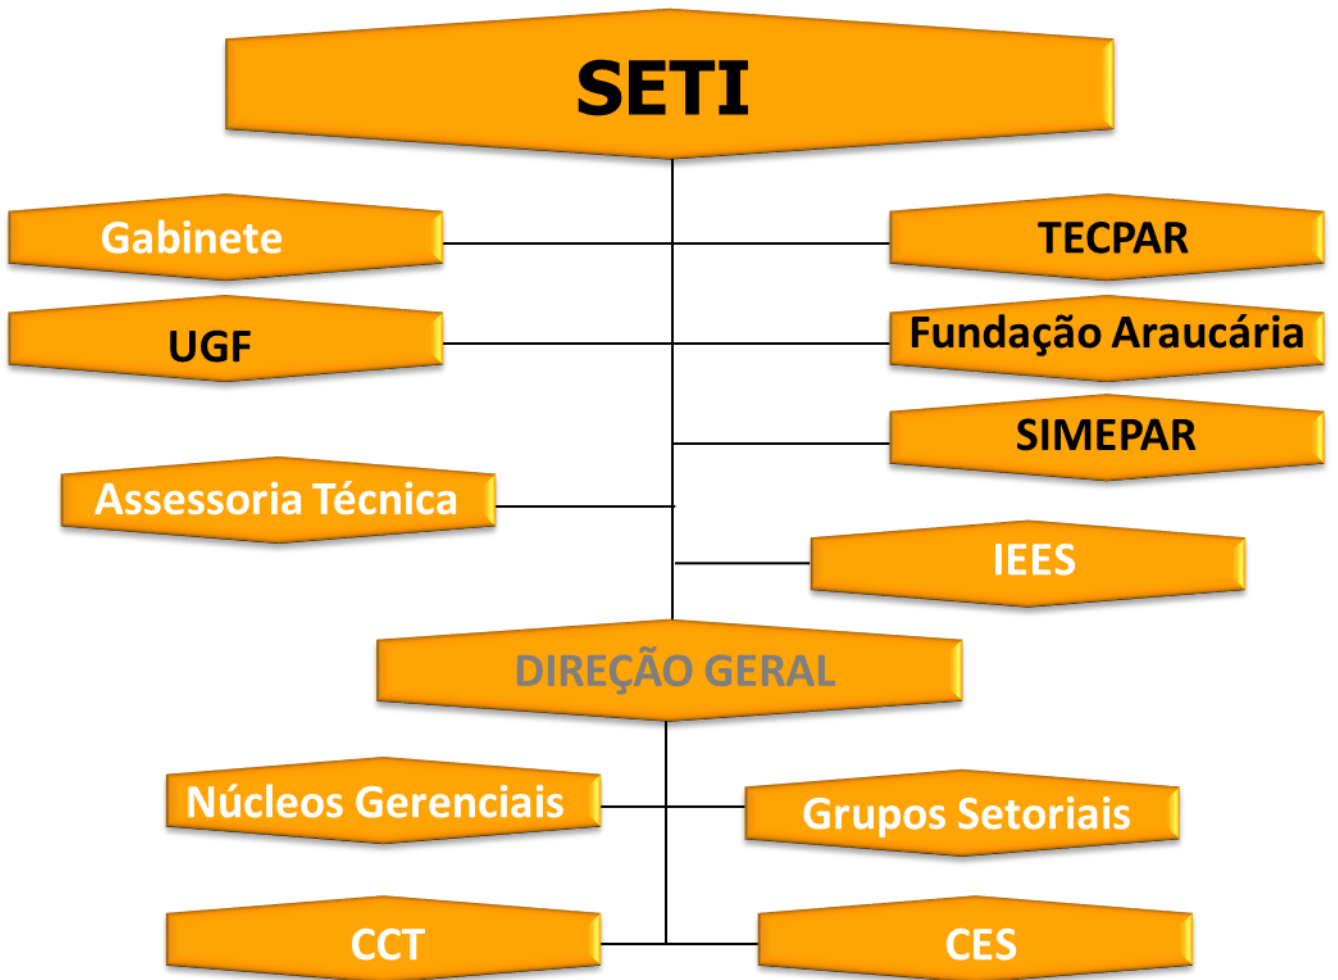 SETI
Gabinete
TECPAR
UGF
Fundação Araucária
SIMEPAR
Assessoria Técnica
IEES
DIREÇÃO GERAL
Núcleos Gerenciais
Grupos Setoriais
CCT
CES